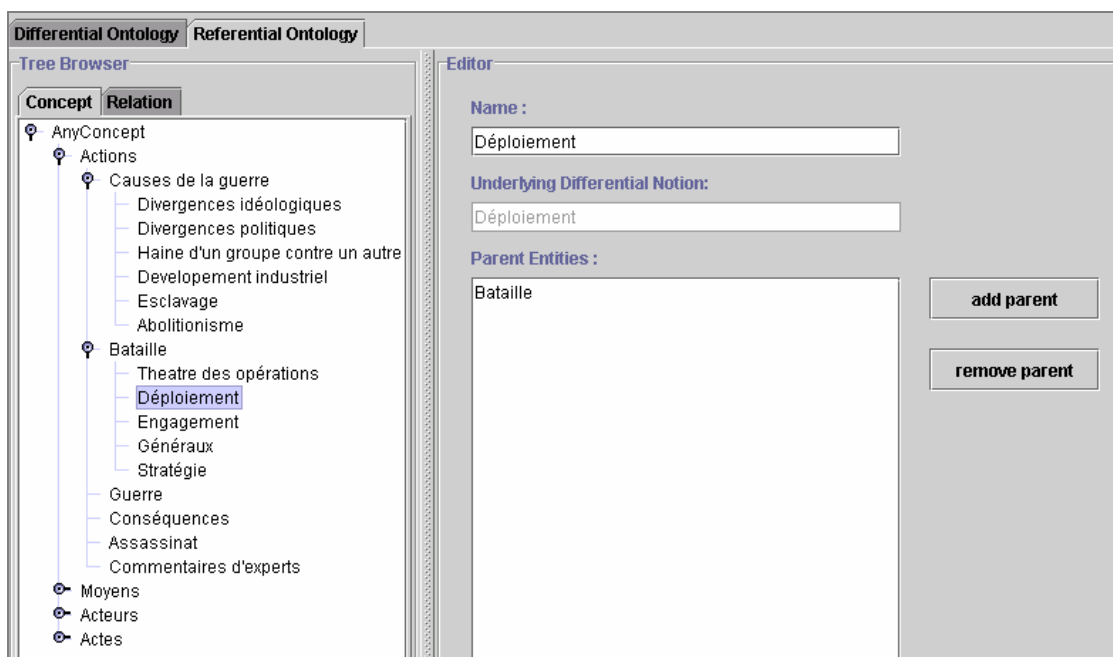 Differential Ontology
Referential Ontology
Tree Browser
Concept
Relation
AnyConcept
Actions
Causes de la guerre
Divergences idéologiques
Divergences politiques
Haine d'un groupe contre un autre
Developement industriel
Esclavage
Abolitionisme
Bataille
Theatre des opérations
Déploiement
Engagement
Généraux
Stratégie
Guerre
Conséquences
Assassinat
Commentaires d'experts
Moyens
Acteurs
Actes
Editor
Name :
Déploiement
Underlying Differential Notion:
Déploiement
Parent Entities :
Bataille
add parent
remove parent